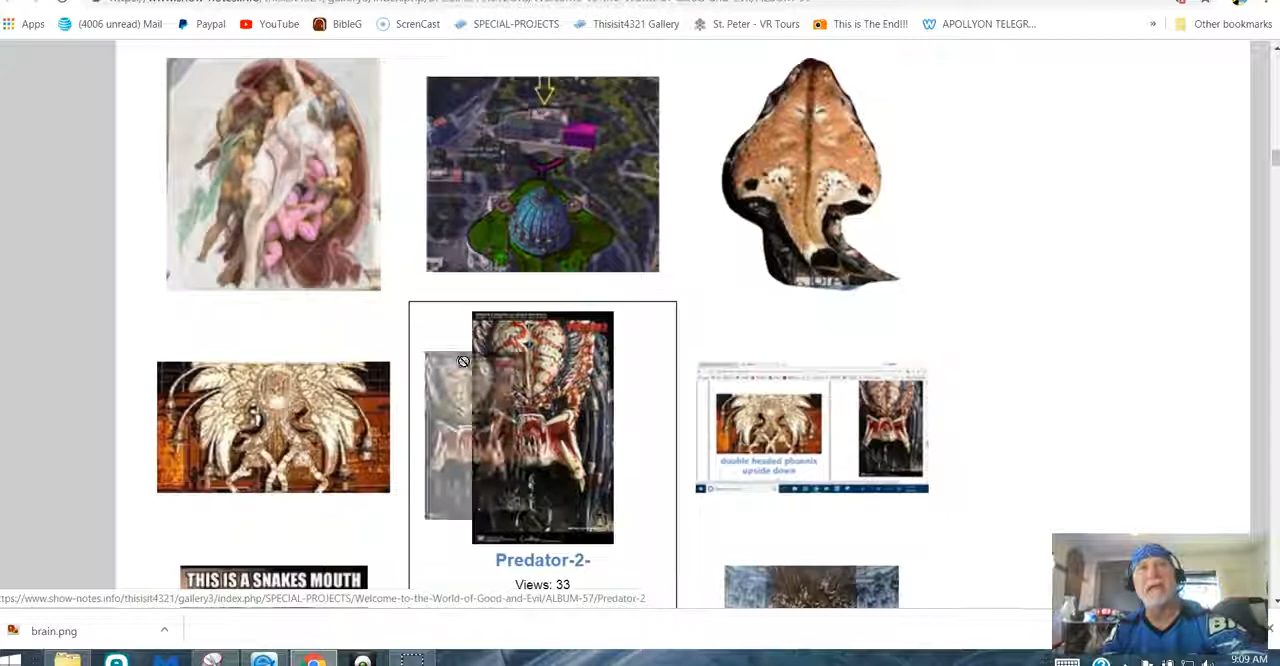 Apps (4006 unread) Mail Paypal YouTube BibleG ScrenCast SPECIAL-PROJECTS Thisisit4321 Gallery St. Peter - VR Tours This is The End!!! APOLLYON TELEGR... » Other bookmarks
double headed phoenix
upside down
Predator-2-
THIS IS A SNAKES MOUTH
Views: 33
ttps://www.show-notes.info/thisisit4321/gallery3/index.php/SPECIAL-PROJECTS/Welcome-to-the-World-of-Good-and-Evil/ALBUM-57/Predator-2
brain.png
9:09 AM